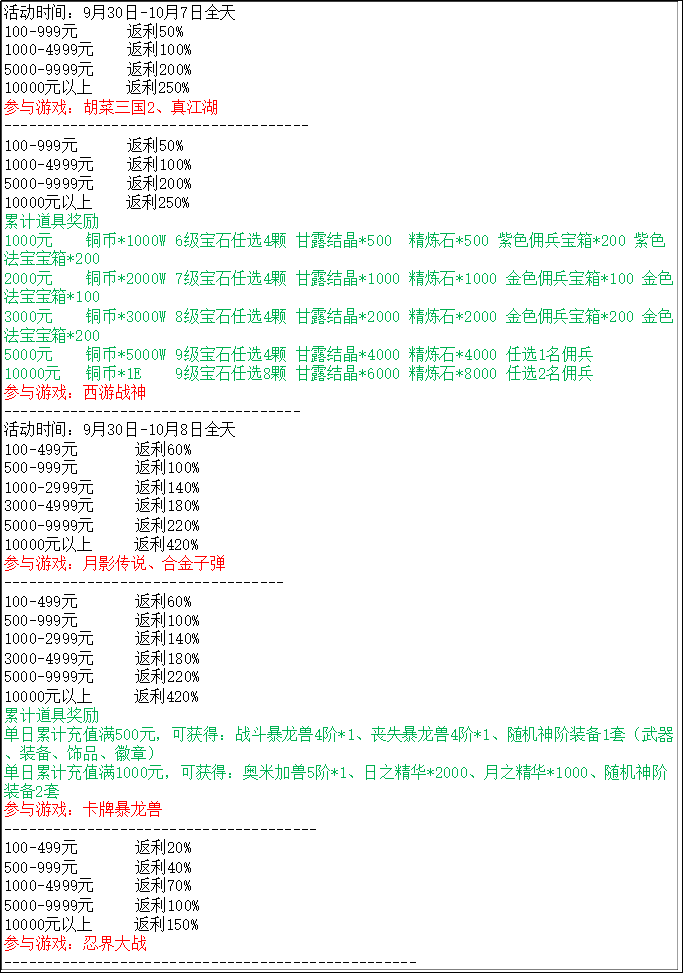 活动时间：9月30日-10月7日全天
100-999元 返利50%
1000-4999元 返利100%
5000-9999元 返利200%
10000元以上 返利250%
参与游戏：胡菜三国2、真江湖
-------------------------------------
100-999元 返利50%
1000-4999元 返利100%
5000-9999元 返利200%
10000元以上 返利250%
累计道具奖励
1000元 铜币*1000W 6级宝石任选4颗 甘露结晶*500 精炼石*500 紫色佣兵宝箱*200 紫色
法宝宝箱*200
2000元 铜币*2000W 7级宝石任选4颗 甘露结晶*1000 精炼石*1000 金色佣兵宝箱*100 金色
法宝宝箱*100
3000元 铜币*3000W 8级宝石任选4颗 甘露结晶*2000 精炼石*2000 金色佣兵宝箱*200 金色
法宝宝箱*200
5000元 铜币*5000W 9级宝石任选4颗 甘露结晶*4000 精炼石*4000 任选1名佣兵
10000元 铜币*1E 9级宝石任选8颗 甘露结晶*6000 精炼石*8000 任选2名佣兵
参与游戏：西游战神
------------------------------------
活动时间：9月30日-10月8日全天
100-499元 返利60%
500-999元 返利100%
1000-2999元 返利140%
3000-4999元 返利180%
5000-9999元 返利220%
10000元以上 返利420%
参与游戏：月影传说、合金子弹
----------------------------------
100-499元 返利60%
500-999元 返利100%
1000-2999元 返利140%
3000-4999元 返利180%
5000-9999元 返利220%
10000元以上 返利420%
累计道具奖励
单日累计充值满500元，可获得：战斗暴龙兽4阶*1、丧失暴龙兽4阶*1、随机神阶装备1套（武器
、装备、饰品、徽章）
单日累计充值满1000元，可获得：奥米加兽5阶*1、日之精华*2000、月之精华*1000、随机神阶
装备2套
参与游戏：卡牌暴龙兽
--------------------------------------
100-499元 返利20%
500-999元 返利40%
1000-4999元 返利70%
5000-9999元 返利100%
10000元以上 返利150%
参与游戏：忍界大战
--------------------------------------------------